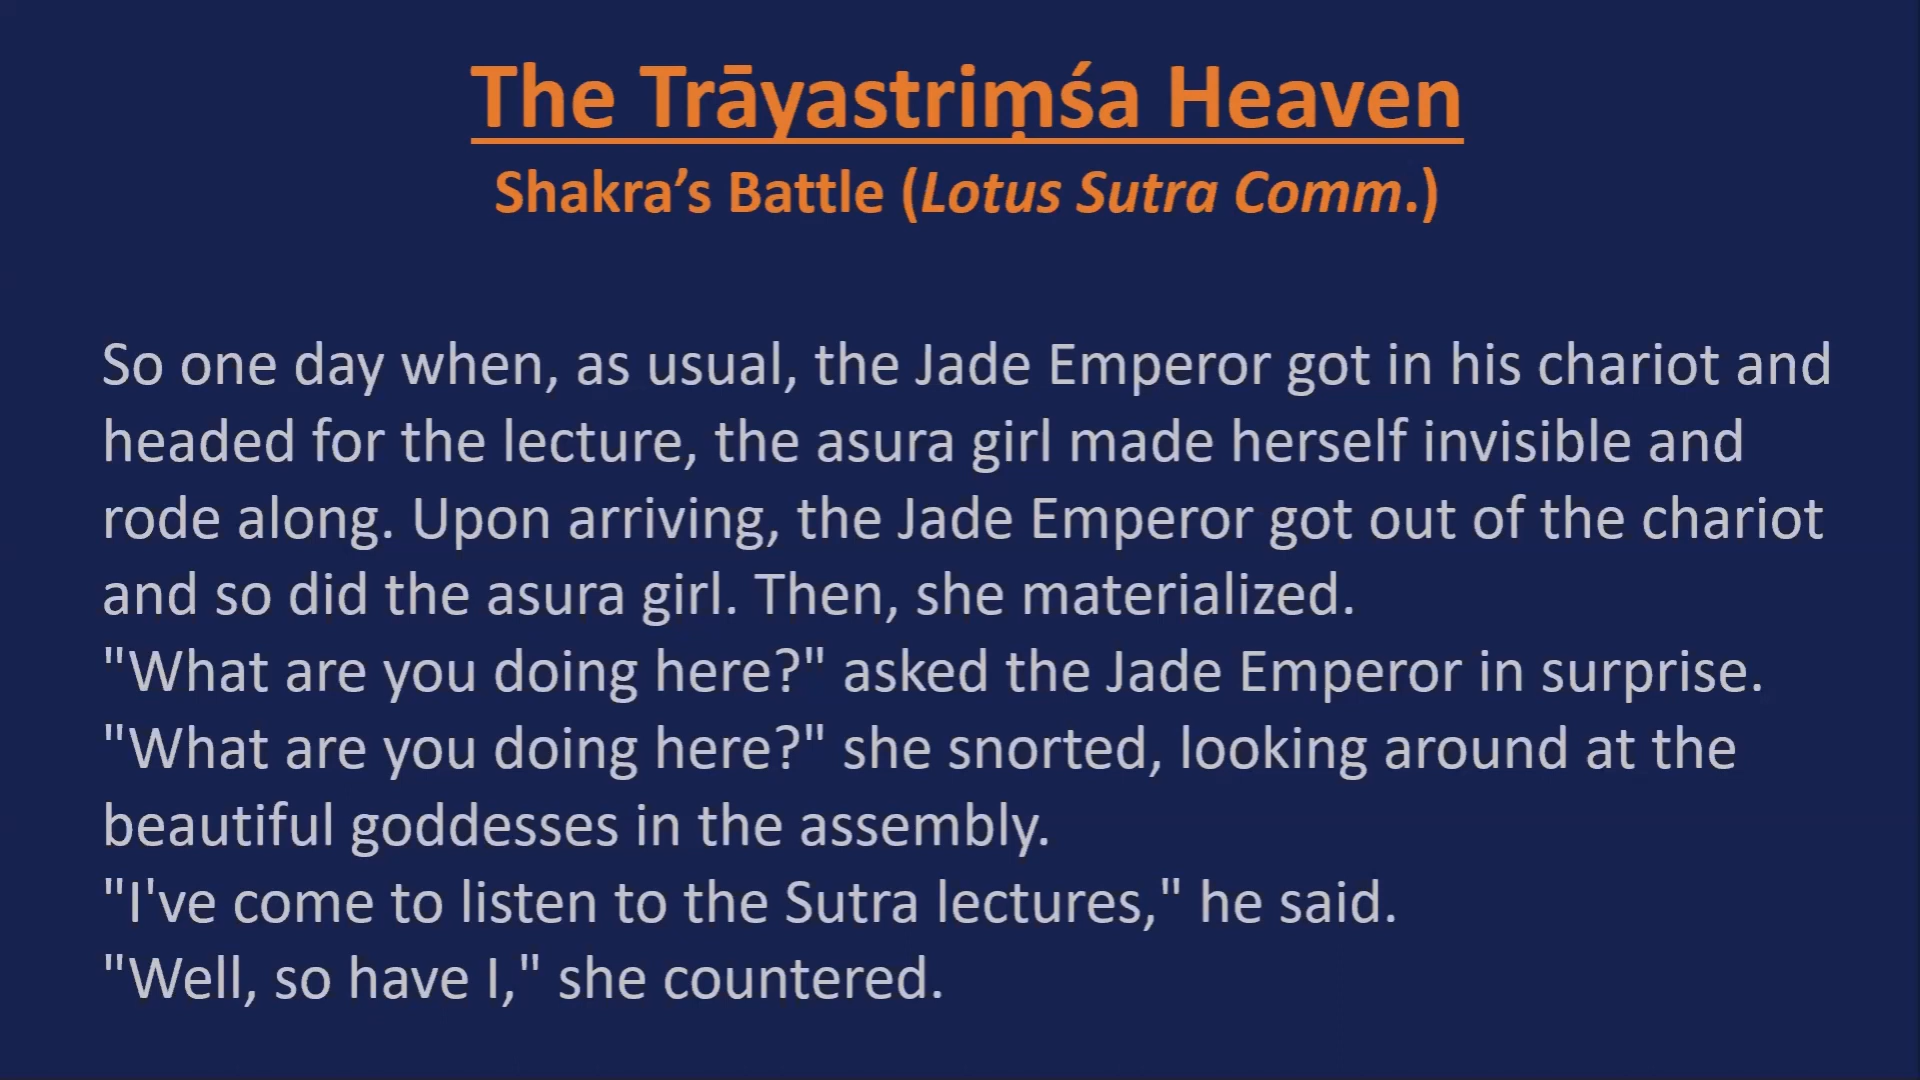 The Trāyastriṃśa Heaven
Shakra’s Battle (Lotus Sutra Comm.)
So one day when, as usual, the Jade Emperor got in his chariot and
headed for the lecture, the asura girl made herself invisible and
rode along. Upon arriving, the Jade Emperor got out of the chariot
and so did the asura girl. Then, she materialized.
"What are you doing here?" asked the Jade Emperor in surprise.
"What are you doing here?" she snorted, looking around at the
beautiful goddesses in the assembly.
"I've come to listen to the Sutra lectures," he said.
"Well, so have I," she countered.